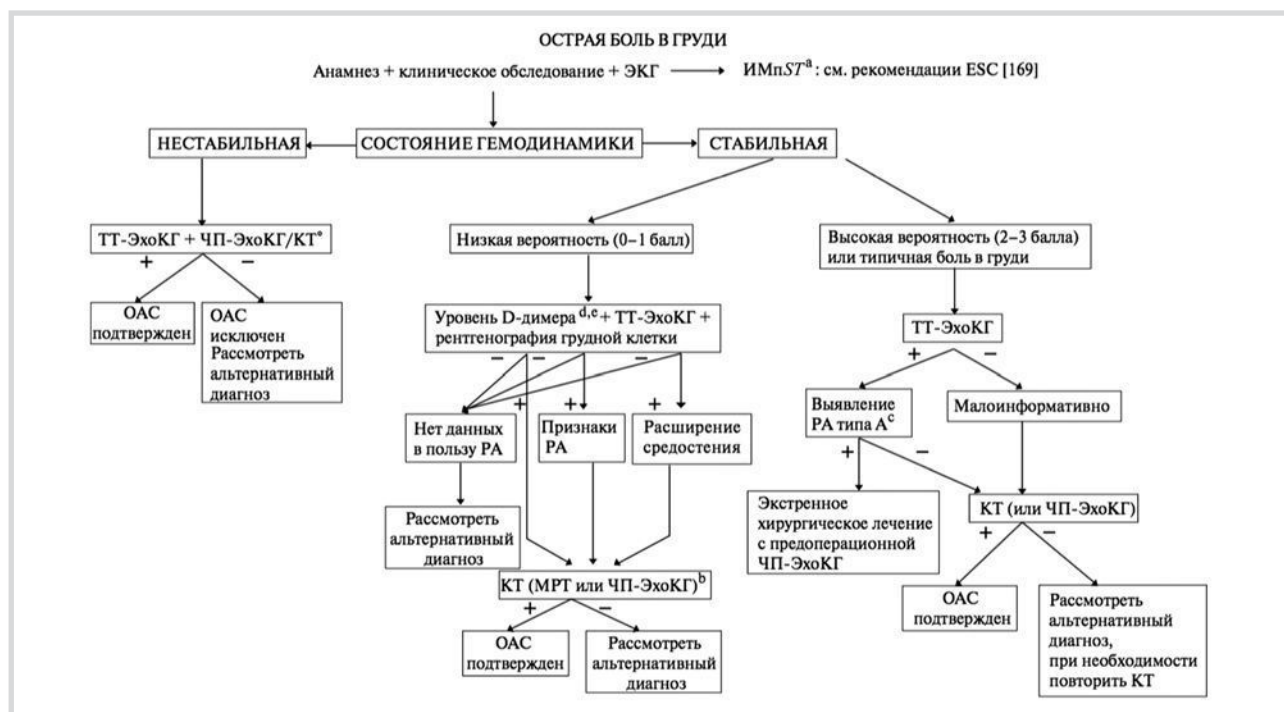 ОСТРАЯ БОЛЬ В ГРУДИ
Анамнез + клиническое обследование + ЭКГ
ИМпSTᵃ: см. рекомендации ESC [169]
НЕСТАБИЛЬНАЯ
СОСТОЯНИЕ ГЕМОДИНАМИКИ
СТАБИЛЬНАЯ
ТТ-ЭхоКГ + ЧП-ЭхоКГ/КТ*
+
−
ОАС
подтвержден
ОАС
исключен
Рассмотреть
альтернативный
диагноз
Низкая вероятность (0–1 балл)
Уровень D-димера ᵈ,ᵉ + ТТ-ЭхоКГ +
рентгенография грудной клетки
− − −
+ + +
Нет данных
в пользу РА
Признаки
РА
Расширение
средостения
Рассмотреть
альтернативный
диагноз
КТ (МРТ или ЧП-ЭхоКГ)ᵇ
+
−
ОАС
подтвержден
Рассмотреть
альтернативный
диагноз
Высокая вероятность (2–3 балла)
или типичная боль в груди
ТТ-ЭхоКГ
+
−
Выявление
РА типа Aᶜ
Малоинформативно
+
−
Экстренное
хирургическое лечение
с предоперационной
ЧП-ЭхоКГ
КТ (или ЧП-ЭхоКГ)
+
−
ОАС
подтвержден
Рассмотреть
альтернативный
диагноз,
при необходимости
повторить КТ